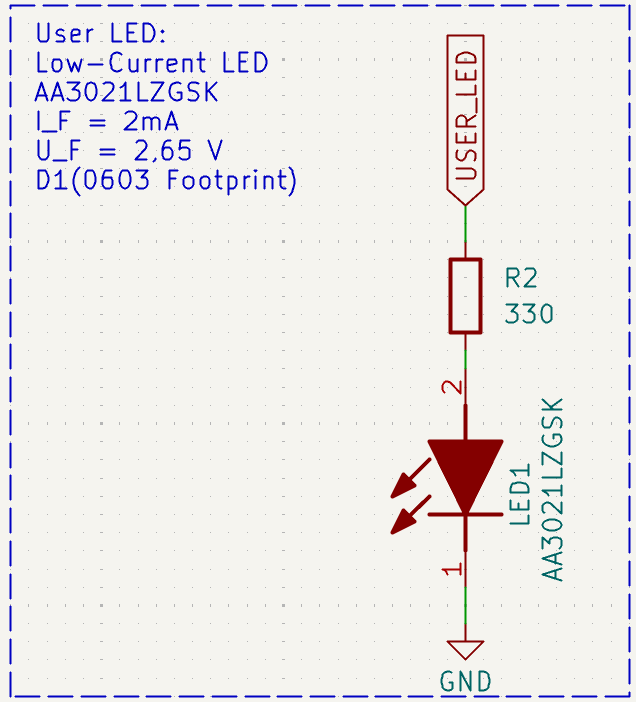 User LED:
Low-Current LED
AA3021LZGSK
I_F = 2mA
U_F = 2,65 V
D1(0603 Footprint)
USER_LED
R2
330
2
LED1
AA3021LZGSK
1
GND